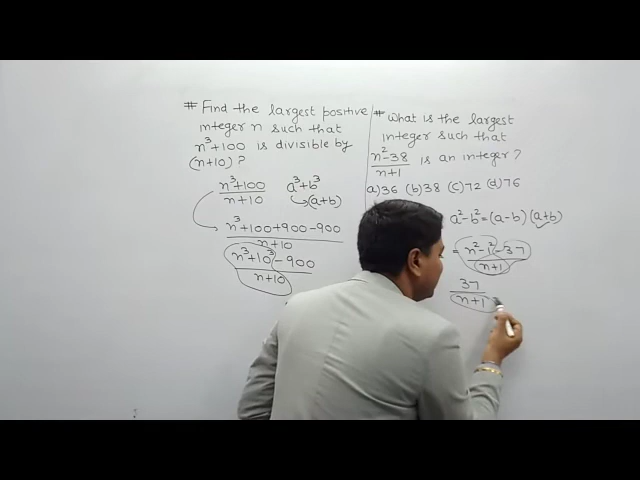 # Find the largest positive
integer n such that
n³+100 is divisible by
(n+10) ?
n³+100
n+10
a³+b³
↳(a+b)
n³+100+900-900
n+10
n³+10³-900
n+10
# What is the largest
integer such that
n²-38
n+1
is an integer ?
a)36 (b)38 (c)72 (d)76
a²-b²=(a-b)(a+b)
= n²-1²-37
(n+1)
37
n+1